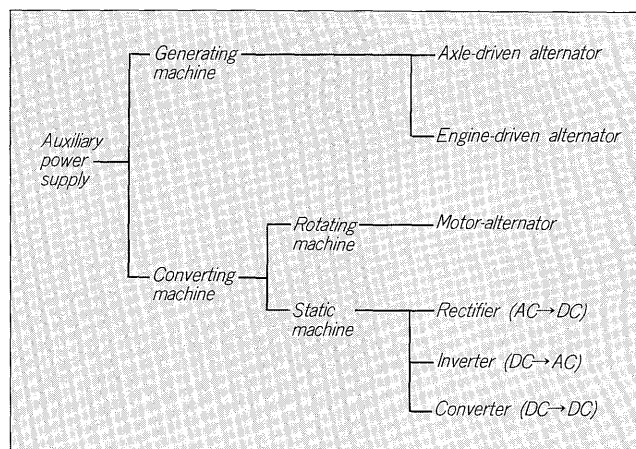 Generating
machine
Axle-driven alternator
Engine-driven alternator
Auxiliary
power
supply
Rotating
machine
Motor-alternator
Converting
machine
Static
machine
Rectifier (AC→DC)
Inverter (DC→AC)
Converter (DC→DC)